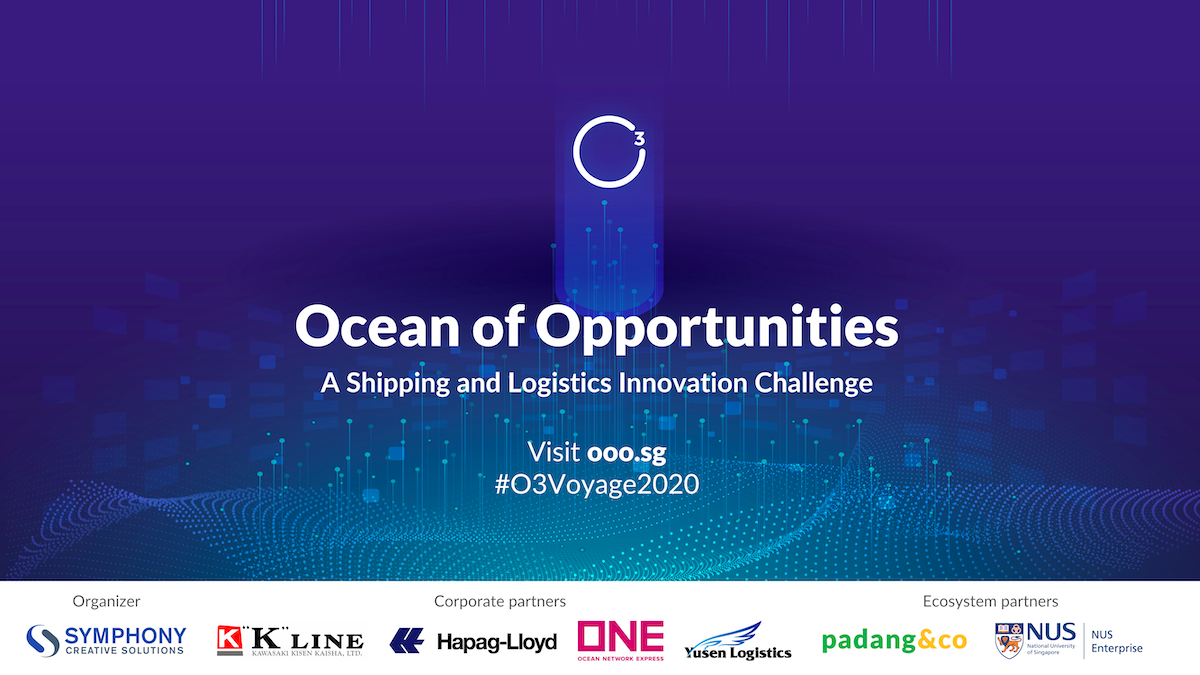 O3
Ocean of Opportunities
A Shipping and Logistics Innovation Challenge
Visit ooo.sg
#O3Voyage2020
Organizer
Corporate partners
Ecosystem partners
SYMPHONY
CREATIVE SOLUTIONS
K "K" LINE
KAWASAKI KISEN KAISHA, LTD.
Hapag-Lloyd
ONE
OCEAN NETWORK EXPRESS
Yusen Logistics
padang&co
NUS
National University
of Singapore
NUS
Enterprise